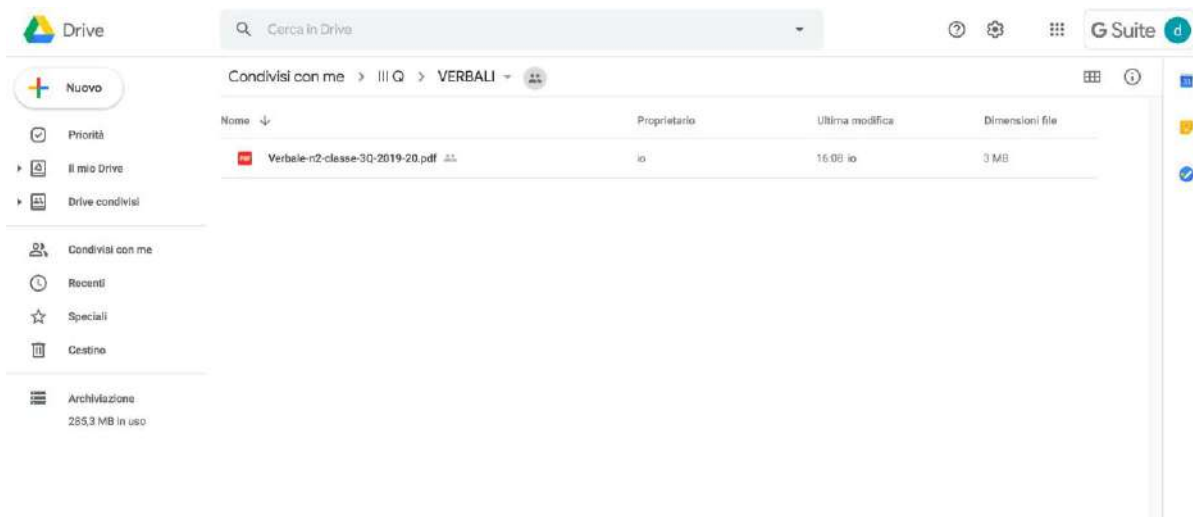 Drive
Cerca in Drive
G Suite
d
Nuovo
Condivisi con me > III Q > VERBALI
Nome Proprietario Ultima modifica Dimensioni file
PDF Verbale-n2-classe-3Q-2019-20.pdf io 16:08 io 3 MB
Priorità
Il mio Drive
Drive condivisi
Condivisi con me
Recenti
Speciali
Cestino
Archiviazione
285,3 MB in uso
31